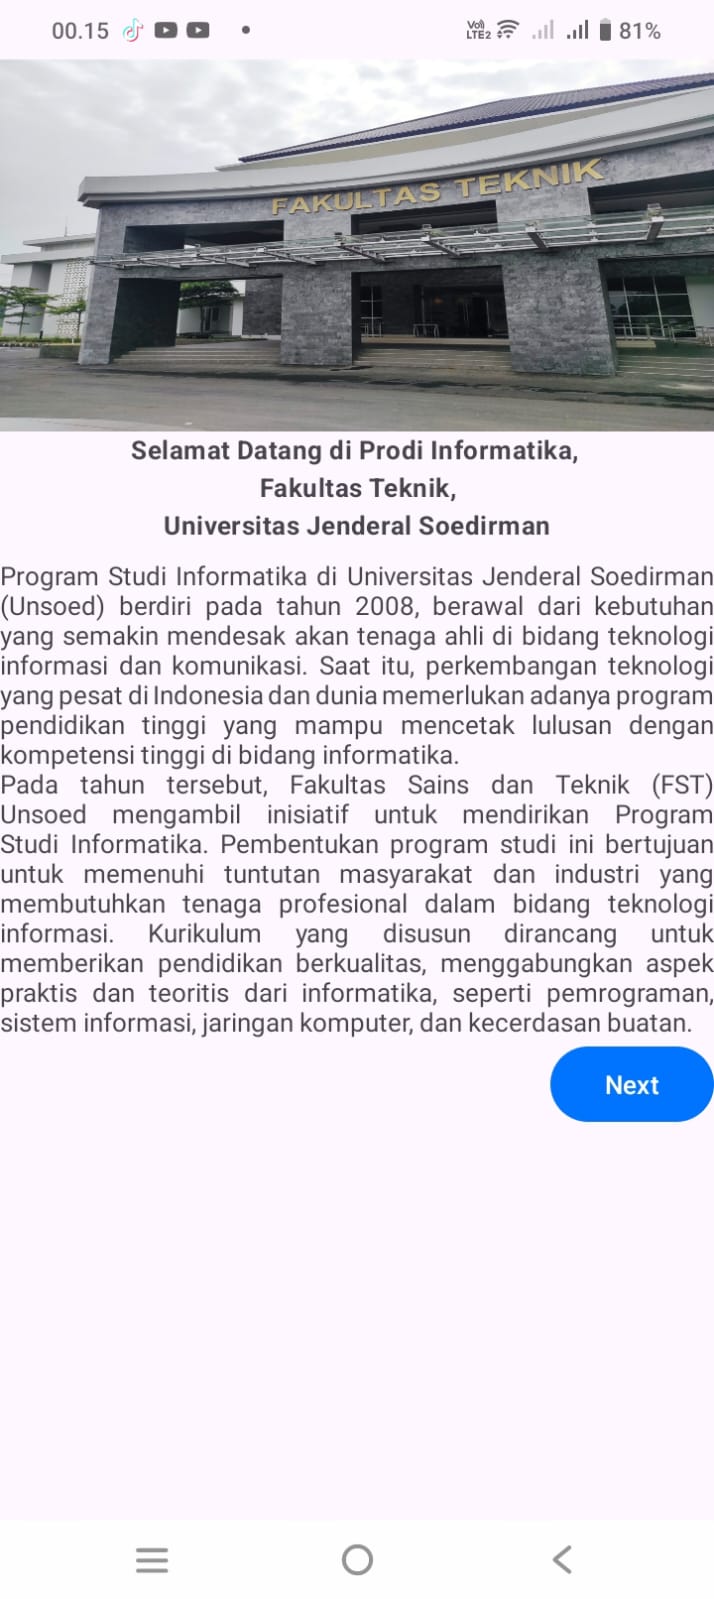 00.15
Vo))
LTE2
81%
FAKULTAS TEKNIK
Selamat Datang di Prodi Informatika,
Fakultas Teknik,
Universitas Jenderal Soedirman
Program Studi Informatika di Universitas Jenderal Soedirman
(Unsoed) berdiri pada tahun 2008, berawal dari kebutuhan
yang semakin mendesak akan tenaga ahli di bidang teknologi
informasi dan komunikasi. Saat itu, perkembangan teknologi
yang pesat di Indonesia dan dunia memerlukan adanya program
pendidikan tinggi yang mampu mencetak lulusan dengan
kompetensi tinggi di bidang informatika.
Pada tahun tersebut, Fakultas Sains dan Teknik (FST)
Unsoed mengambil inisiatif untuk mendirikan Program
Studi Informatika. Pembentukan program studi ini bertujuan
untuk memenuhi tuntutan masyarakat dan industri yang
membutuhkan tenaga profesional dalam bidang teknologi
informasi. Kurikulum yang disusun dirancang untuk
memberikan pendidikan berkualitas, menggabungkan aspek
praktis dan teoritis dari informatika, seperti pemrograman,
sistem informasi, jaringan komputer, dan kecerdasan buatan.
Next